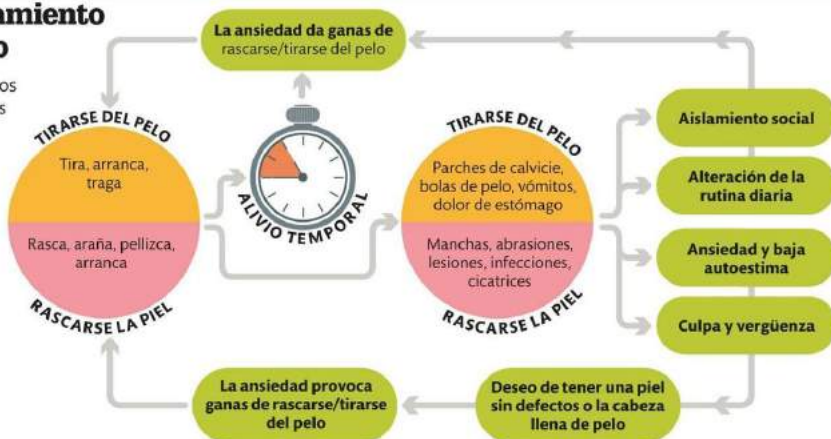 amiento
o
os
s
La ansiedad da ganas de
rascarse/tirarse del pelo
TIRARSE DEL PELO
Tira, arranca,
traga
Rasca, araña, pellizca,
arranca
RASCARSE LA PIEL
ALIVIO TEMPORAL
TIRARSE DEL PELO
Parches de calvicie,
bolas de pelo, vómitos,
dolor de estómago
Manchas, abrasiones,
lesiones, infecciones,
cicatrices
RASCARSE LA PIEL
Aislamiento social
Alteración de la
rutina diaria
Ansiedad y baja
autoestima
Culpa y vergüenza
La ansiedad provoca
ganas de rascarse/tirarse
del pelo
Deseo de tener una piel
sin defectos o la cabeza
llena de pelo